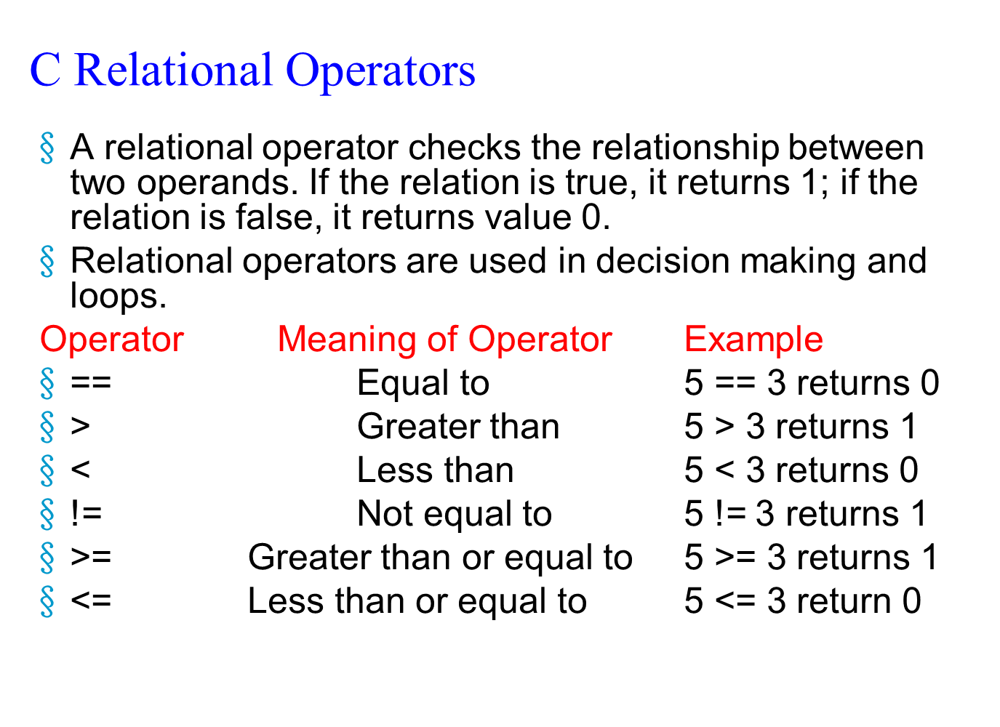 C Relational Operators
§ A relational operator checks the relationship between
two operands. If the relation is true, it returns 1; if the
relation is false, it returns value 0.
§ Relational operators are used in decision making and
loops.
Operator Meaning of Operator Example
§ == Equal to 5 == 3 returns 0
§ > Greater than 5 > 3 returns 1
§ < Less than 5 < 3 returns 0
§ != Not equal to 5 != 3 returns 1
§ >= Greater than or equal to 5 >= 3 returns 1
§ <= Less than or equal to 5 <= 3 return 0